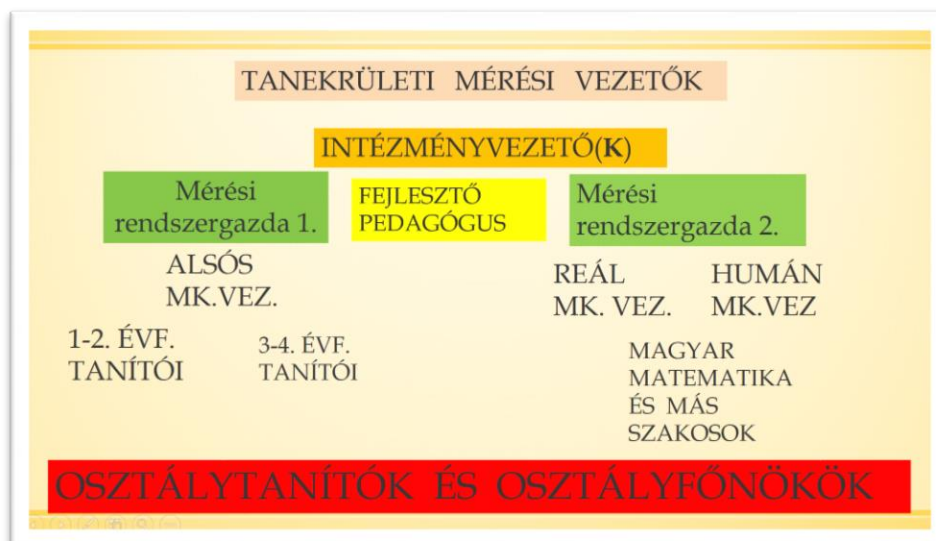 TANEKRÜLETI MÉRÉSI VEZETŐK
INTÉZMÉNYVEZETŐ(K)
Mérési
rendszergazda 1.
FEJLESZTŐ
PEDAGÓGUS
Mérési
rendszergazda 2.
ALSÓS
MK.VEZ.
REÁL
MK. VEZ.
HUMÁN
MK.VEZ
1-2. ÉVF.
TANÍTÓI
3-4. ÉVF.
TANÍTÓI
MAGYAR
MATEMATIKA
ÉS MÁS
SZAKOSOK
OSZTÁLYTANÍTÓK ÉS OSZTÁLYFŐNÖKÖK